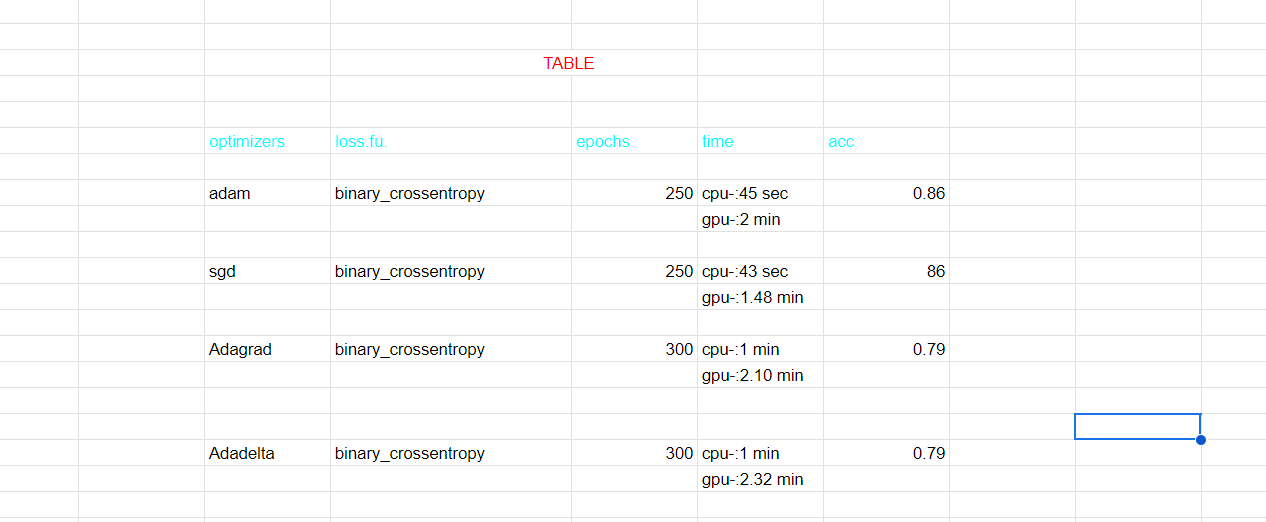 TABLE
optimizers loss.fu. epochs time acc
adam binary_crossentropy 250 cpu-:45 sec 0.86
gpu-:2 min
sgd binary_crossentropy 250 cpu-:43 sec 86
gpu-:1.48 min
Adagrad binary_crossentropy 300 cpu-:1 min 0.79
gpu-:2.10 min
Adadelta binary_crossentropy 300 cpu-:1 min 0.79
gpu-:2.32 min